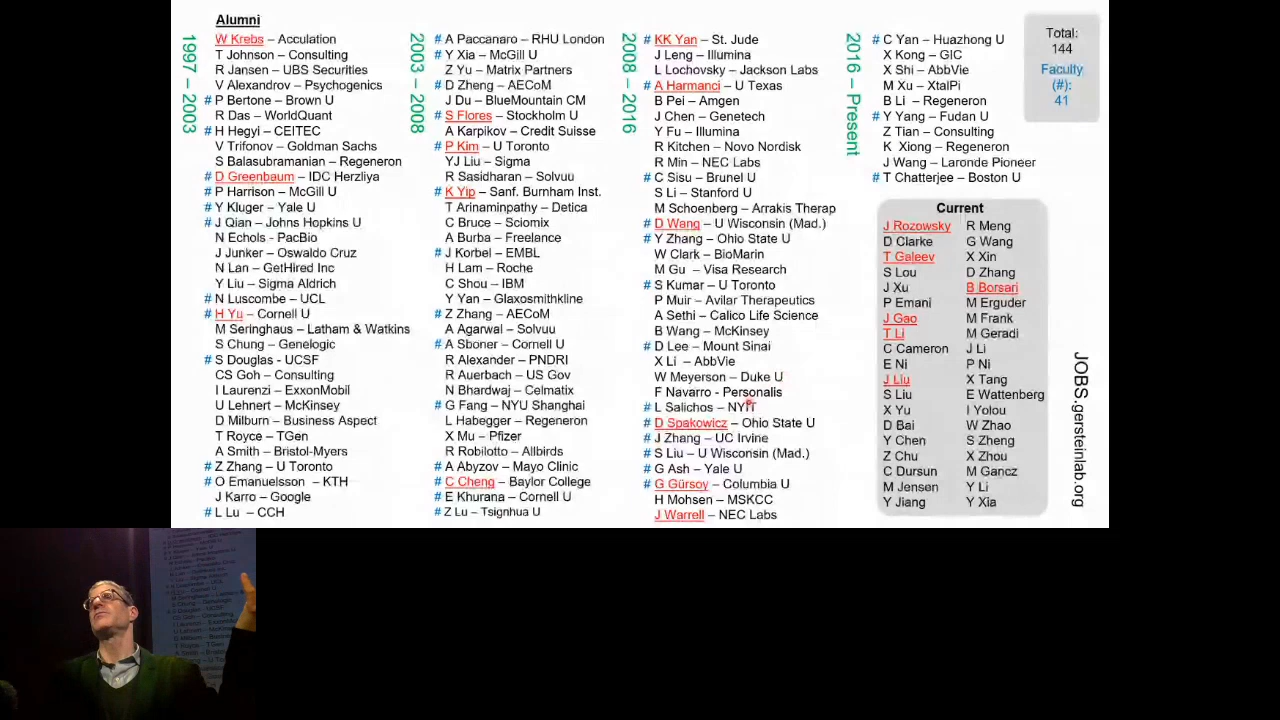 Alumni
1997 – 2003
W Krebs – Acculation
T Johnson – Consulting
R Jansen – UBS Securities
V Alexandrov – Psychogenics
# P Bertone – Brown U
R Das – WorldQuant
# H Hegyi – CEITEC
V Trifonov – Goldman Sachs
S Balasubramanian – Regeneron
# D Greenbaum – IDC Herzliya
# P Harrison – McGill U
# Y Kluger – Yale U
# J Qian – Johns Hopkins U
N Echols – PacBio
J Junker – Oswaldo Cruz
N Lan – GetHired Inc
Y Liu – Sigma Aldrich
# N Luscombe – UCL
# H Yu – Cornell U
M Seringhaus – Latham & Watkins
S Chung – Genelogic
# S Douglas - UCSF
CS Goh – Consulting
I Laurenzi – ExxonMobil
U Lehnert – McKinsey
D Milburn – Business Aspect
T Royce – TGen
A Smith – Bristol-Myers
# Z Zhang – U Toronto
# O Emanuelsson – KTH
J Karro – Google
# L Lu – CCH
2003 – 2008
# A Paccanaro – RHU London
# Y Xia – McGill U
Z Yu – Matrix Partners
# D Zheng – AECoM
J Du – BlueMountain CM
# S Flores – Stockholm U
A Karpikov – Credit Suisse
# P Kim – U Toronto
YJ Liu – Sigma
R Sasidharan – Solvuu
# K Yip – Sanf. Burnham Inst.
T Arinaminpathy – Detica
C Bruce – Sciomix
A Burba – Freelance
# J Korbel – EMBL
H Lam – Roche
C Shou – IBM
Y Yan – Glaxosmithkline
# Z Zhang – AECoM
A Agarwal – Solvuu
# A Sboner – Cornell U
R Alexander – PNDRI
R Auerbach – US Gov
N Bhardwaj – Celmatix
# G Fang – NYU Shanghai
L Habegger – Regeneron
X Mu – Pfizer
R Robilotto – Allbirds
# A Abyzov – Mayo Clinic
# C Cheng – Baylor College
# E Khurana – Cornell U
# Z Lu – Tsignhua U
2008 – 2016
# KK Yan – St. Jude
J Leng – Illumina
L Lochovsky – Jackson Labs
# A Harmanci – U Texas
B Pei – Amgen
J Chen – Genetech
Y Fu – Illumina
R Kitchen – Novo Nordisk
R Min – NEC Labs
# C Sisu – Brunel U
S Li – Stanford U
M Schoenberg – Arrakis Therap
# D Wang – U Wisconsin (Mad.)
# Y Zhang – Ohio State U
W Clark – BioMarin
M Gu – Visa Research
# S Kumar – U Toronto
P Muir – Avilar Therapeutics
A Sethi – Calico Life Science
B Wang – McKinsey
# D Lee – Mount Sinai
X Li – AbbVie
W Meyerson – Duke U
F Navarro - Personalis
# L Salichos – NYIT
# D Spakowicz – Ohio State U
# J Zhang – UC Irvine
# S Liu – U Wisconsin (Mad.)
# G Ash – Yale U
# G Gürsoy – Columbia U
H Mohsen – MSKCC
J Warrell – NEC Labs
2016 – Present
# C Yan – Huazhong U
X Kong – GIC
X Shi – AbbVie
M Xu – XtalPi
B Li – Regeneron
# Y Yang – Fudan U
Z Tian – Consulting
K Xiong – Regeneron
J Wang – Laronde Pioneer
# T Chatterjee – Boston U
Total:
144
Faculty
(#):
41
Current
J Rozowsky
D Clarke
T Galeev
S Lou
J Xu
P Emani
J Gao
T Li
C Cameron
E Ni
J Liu
S Liu
X Yu
D Bai
Y Chen
Z Chu
C Dursun
M Jensen
Y Jiang
R Meng
G Wang
X Xin
D Zhang
B Borsari
M Erguder
M Frank
M Geradi
J Li
P Ni
X Tang
E Wattenberg
I Yolou
W Zhao
S Zheng
X Zhou
M Gancz
Y Li
Y Xia
JOBS.gersteinlab.org